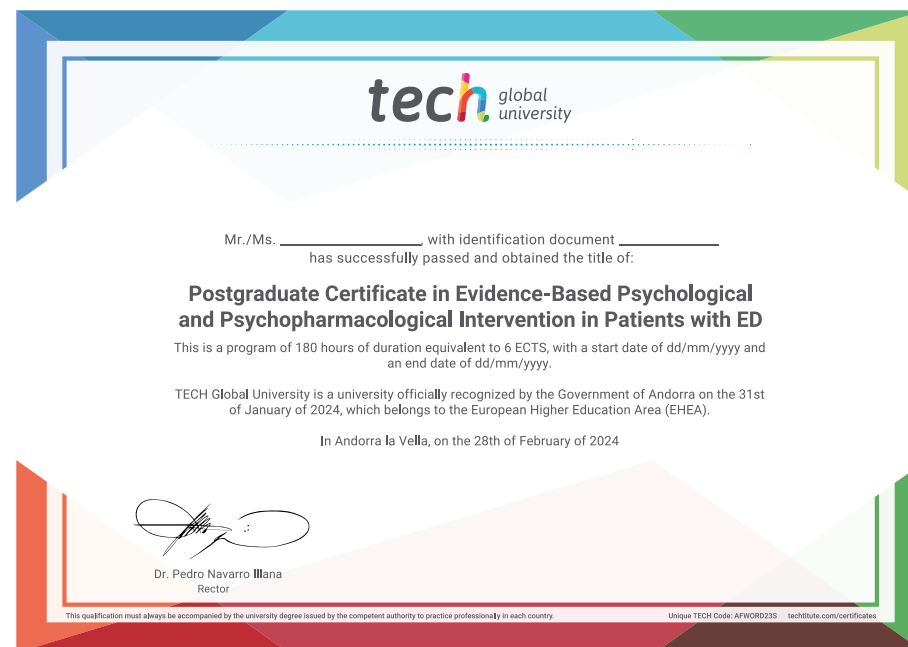 tech global university
Mr./Ms. ____________, with identification document ____________
has successfully passed and obtained the title of:
Postgraduate Certificate in Evidence-Based Psychological
and Psychopharmacological Intervention in Patients with ED
This is a program of 180 hours of duration equivalent to 6 ECTS, with a start date of dd/mm/yyyy and
an end date of dd/mm/yyyy.
TECH Global University is a university officially recognized by the Government of Andorra on the 31st
of January of 2024, which belongs to the European Higher Education Area (EHEA).
In Andorra la Vella, on the 28th of February of 2024
Dr. Pedro Navarro Illana
Rector
This qualification must always be accompanied by the university degree issued by the competent authority to practice professionally in each country.
Unique TECH Code: AFWORD23S techtitute.com/certificates